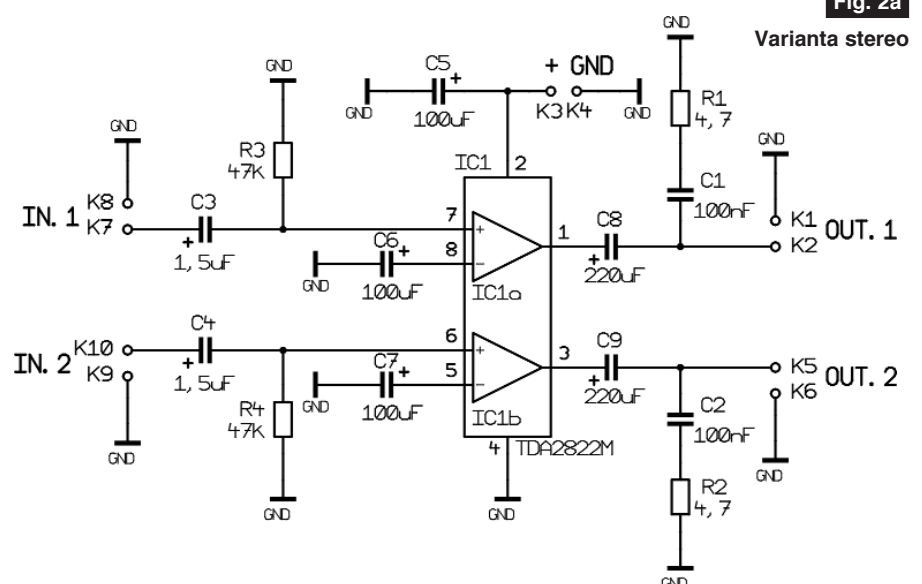 Fig. 2a
Varianta stereo
GND
GND
C5
+
100uF
GND
+ GND
K3 K4
GND
R1
4,7
GND
R3
47K
IC1
2
C1
100nF
GND
IN. 1
K8
K7
C3
+
1,5uF
7
+
8
-
IC1a
1
C8
+
220uF
K1
K2
OUT. 1
C6
+
100uF
GND
IN. 2
K10
K9
C4
+
1,5uF
6
+
5
-
IC1b
3
C9
+
220uF
K5
K6
OUT. 2
C7
+
100uF
GND
R4
47K
C2
100nF
4
TDA2822M
GND
GND
GND
GND
R2
4,7
GND